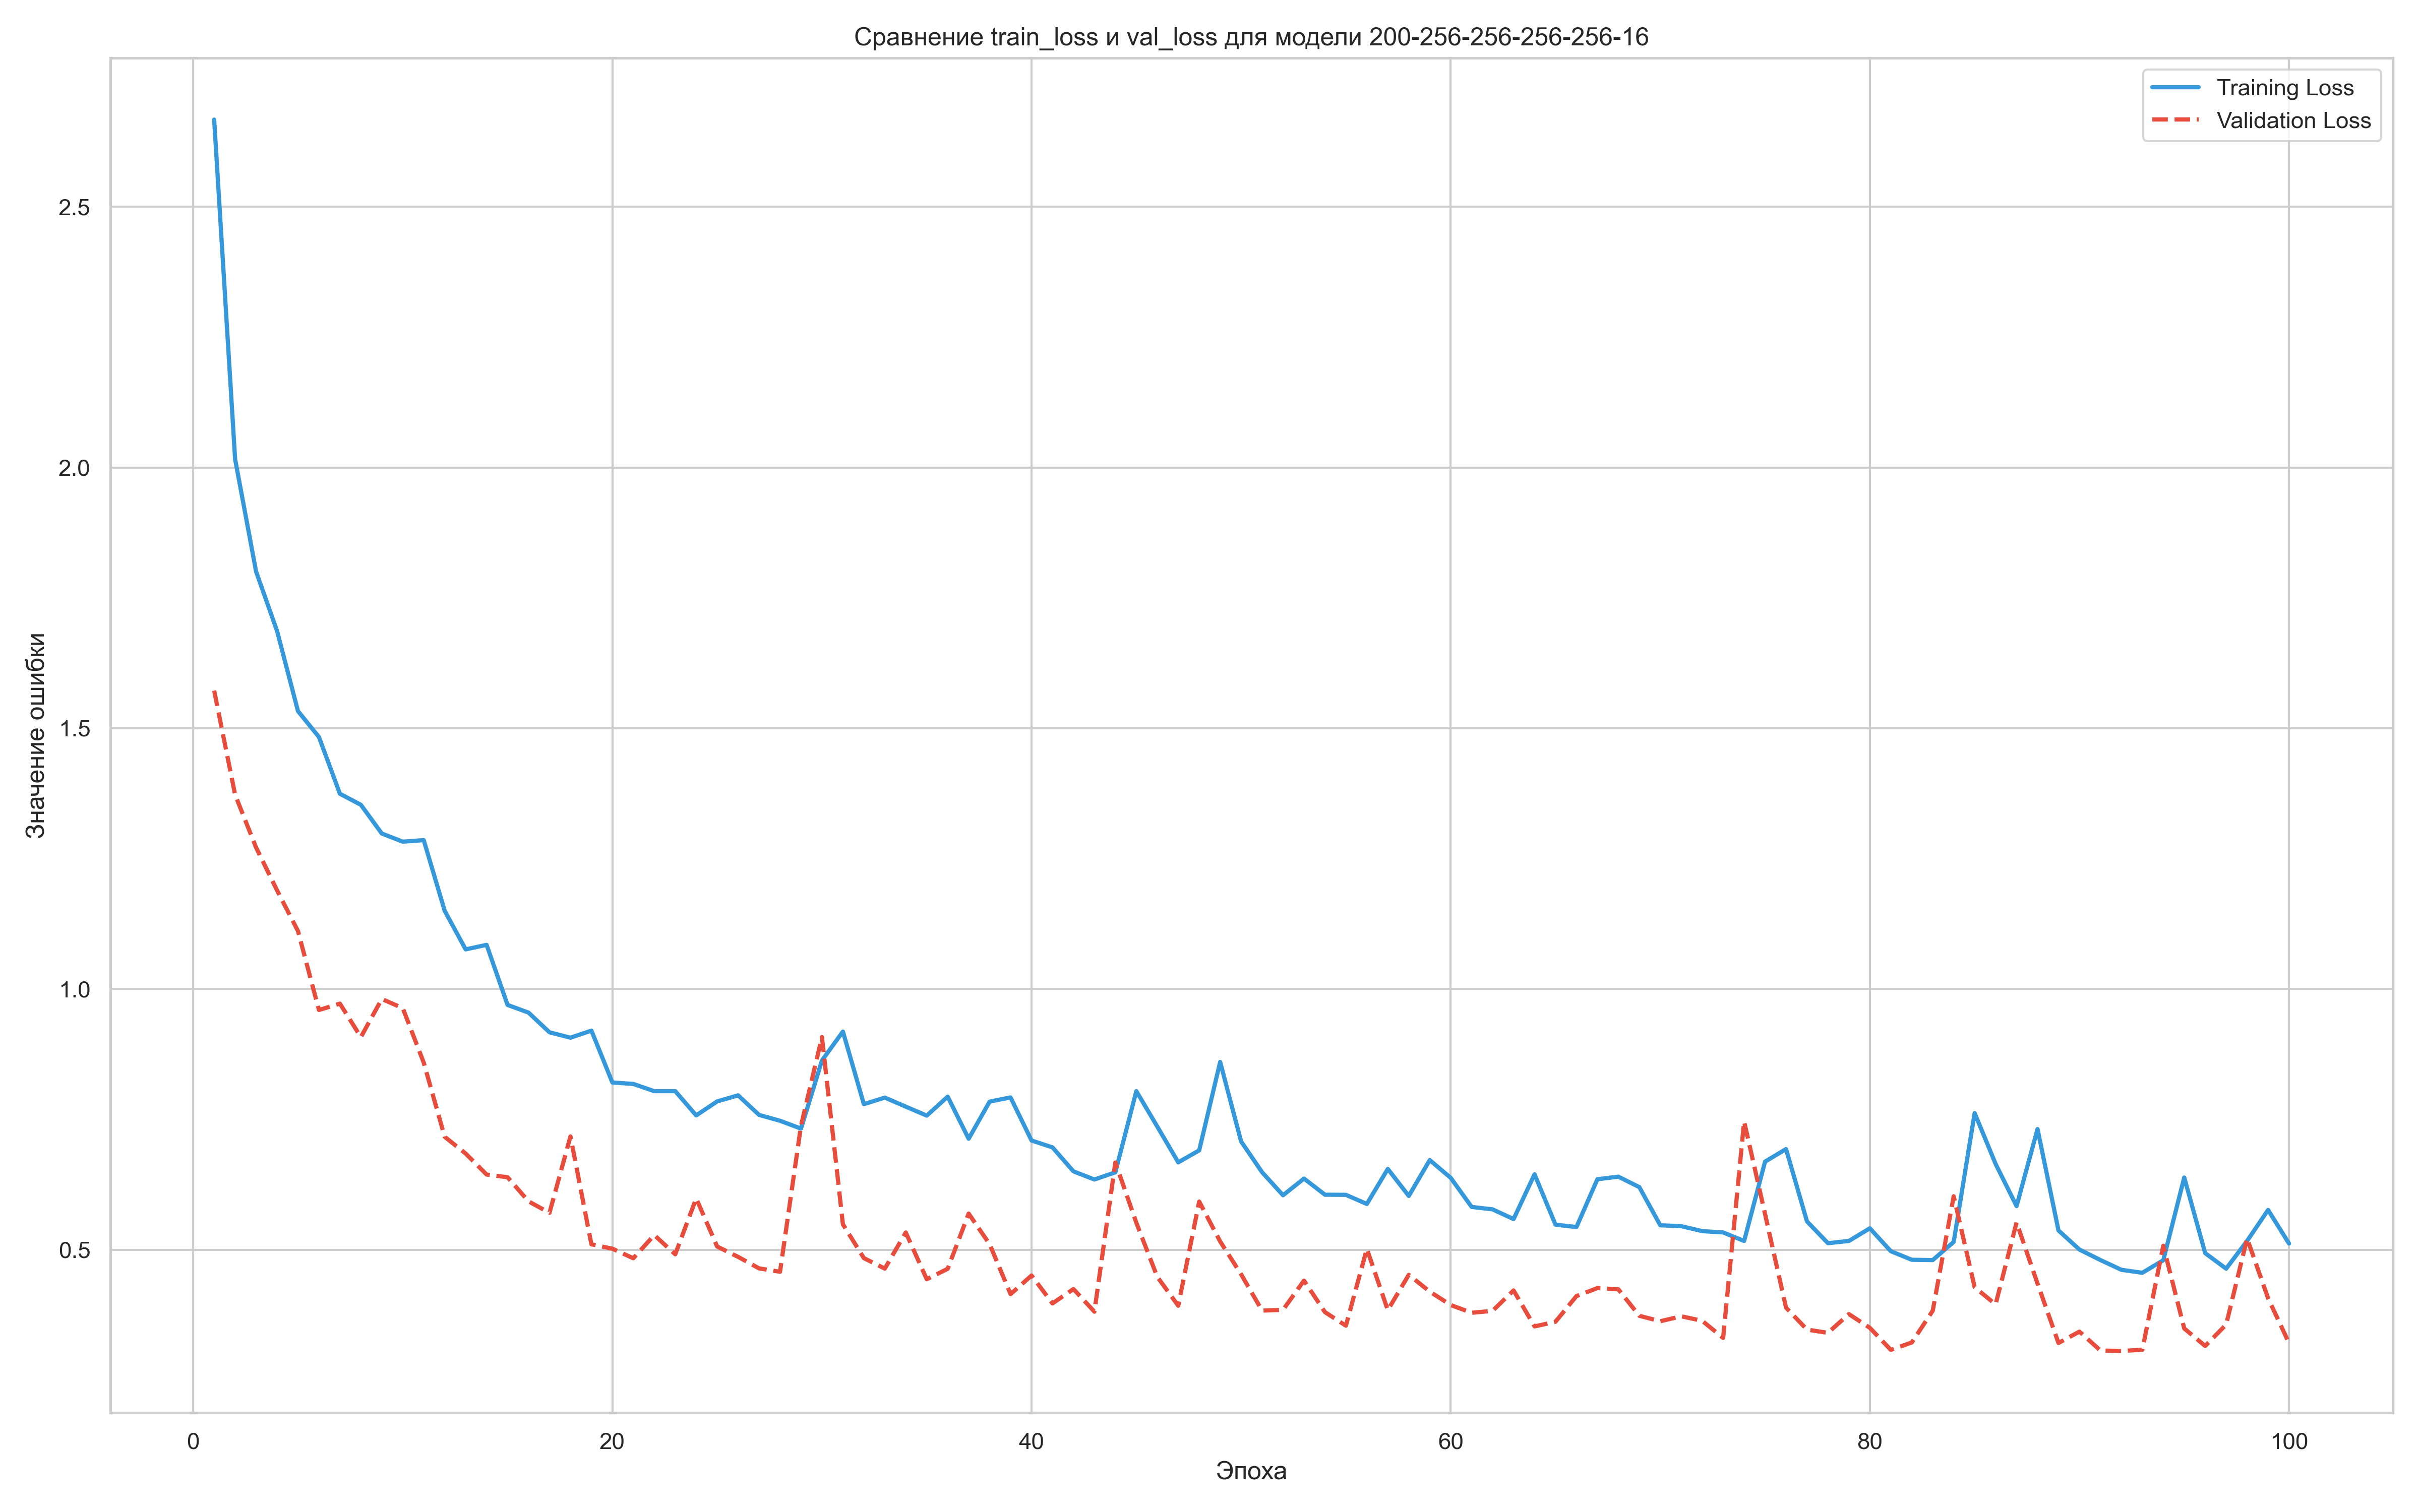 Сравнение train_loss и val_loss для модели 200-256-256-256-256-16
Training Loss
Validation Loss
2.5
2.0
1.5
1.0
0.5
Значение ошибки
0
20
40
60
80
100
Эпоха